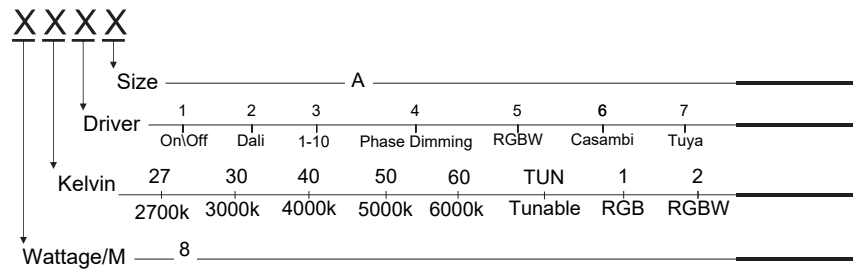 X X X X
Size A
1 2 3 4 5 6 7
Driver
On\Off Dali 1-10 Phase Dimming RGBW Casambi Tuya
27 30 40 50 60 TUN 1 2
Kelvin
2700k 3000k 4000k 5000k 6000k Tunable RGB RGBW
Wattage/M 8